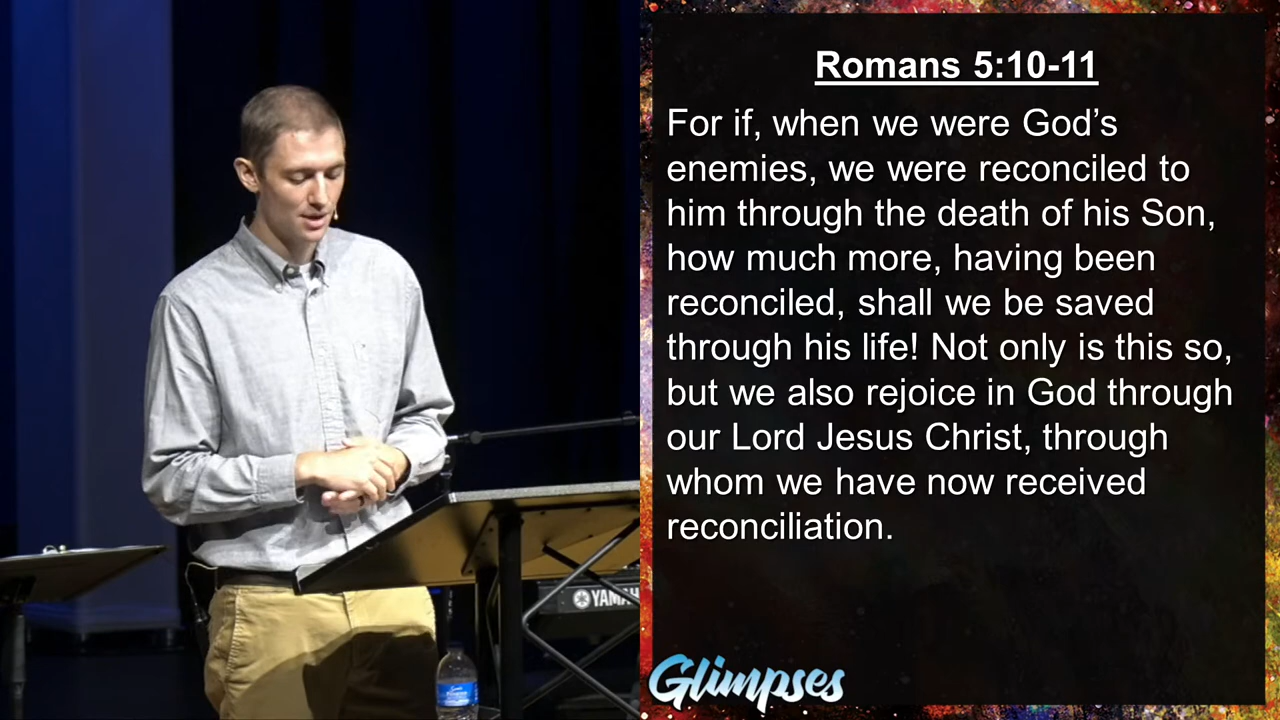 Romans 5:10-11
For if, when we were God’s
enemies, we were reconciled to
him through the death of his Son,
how much more, having been
reconciled, shall we be saved
through his life! Not only is this so,
but we also rejoice in God through
our Lord Jesus Christ, through
whom we have now received
reconciliation.
YAMAH
Glimpses